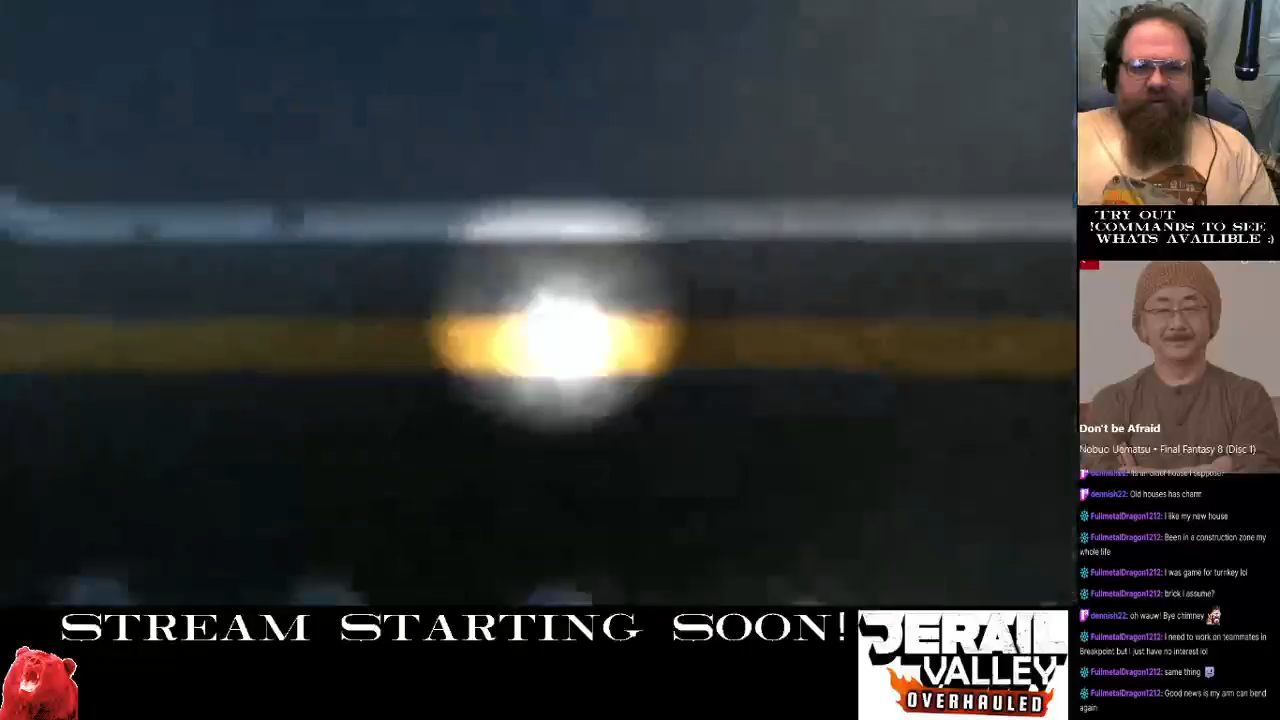 TRY OUT
!COMMANDS TO SEE
WHATS AVAILIBLE :)
Don't be Afraid
Nobuo Uematsu • Final Fantasy 8 (Disc 1)
dennish22: Old houses has charm
FullmetalDragon1212: I like my new house
FullmetalDragon1212: Been in a construction zone my
whole life
FullmetalDragon1212: I was game for turnkey lol
FullmetalDragon1212: brick I assume?
dennish22: oh wauw! Bye chimney
FullmetalDragon1212: I need to work on teammates in
Breakpoint but I just have no interest lol
FullmetalDragon1212: same thing
FullmetalDragon1212: Good news is my arm can bend
again
STREAM STARTING SOON!
DERAIL
VALLEY
OVERHAULED